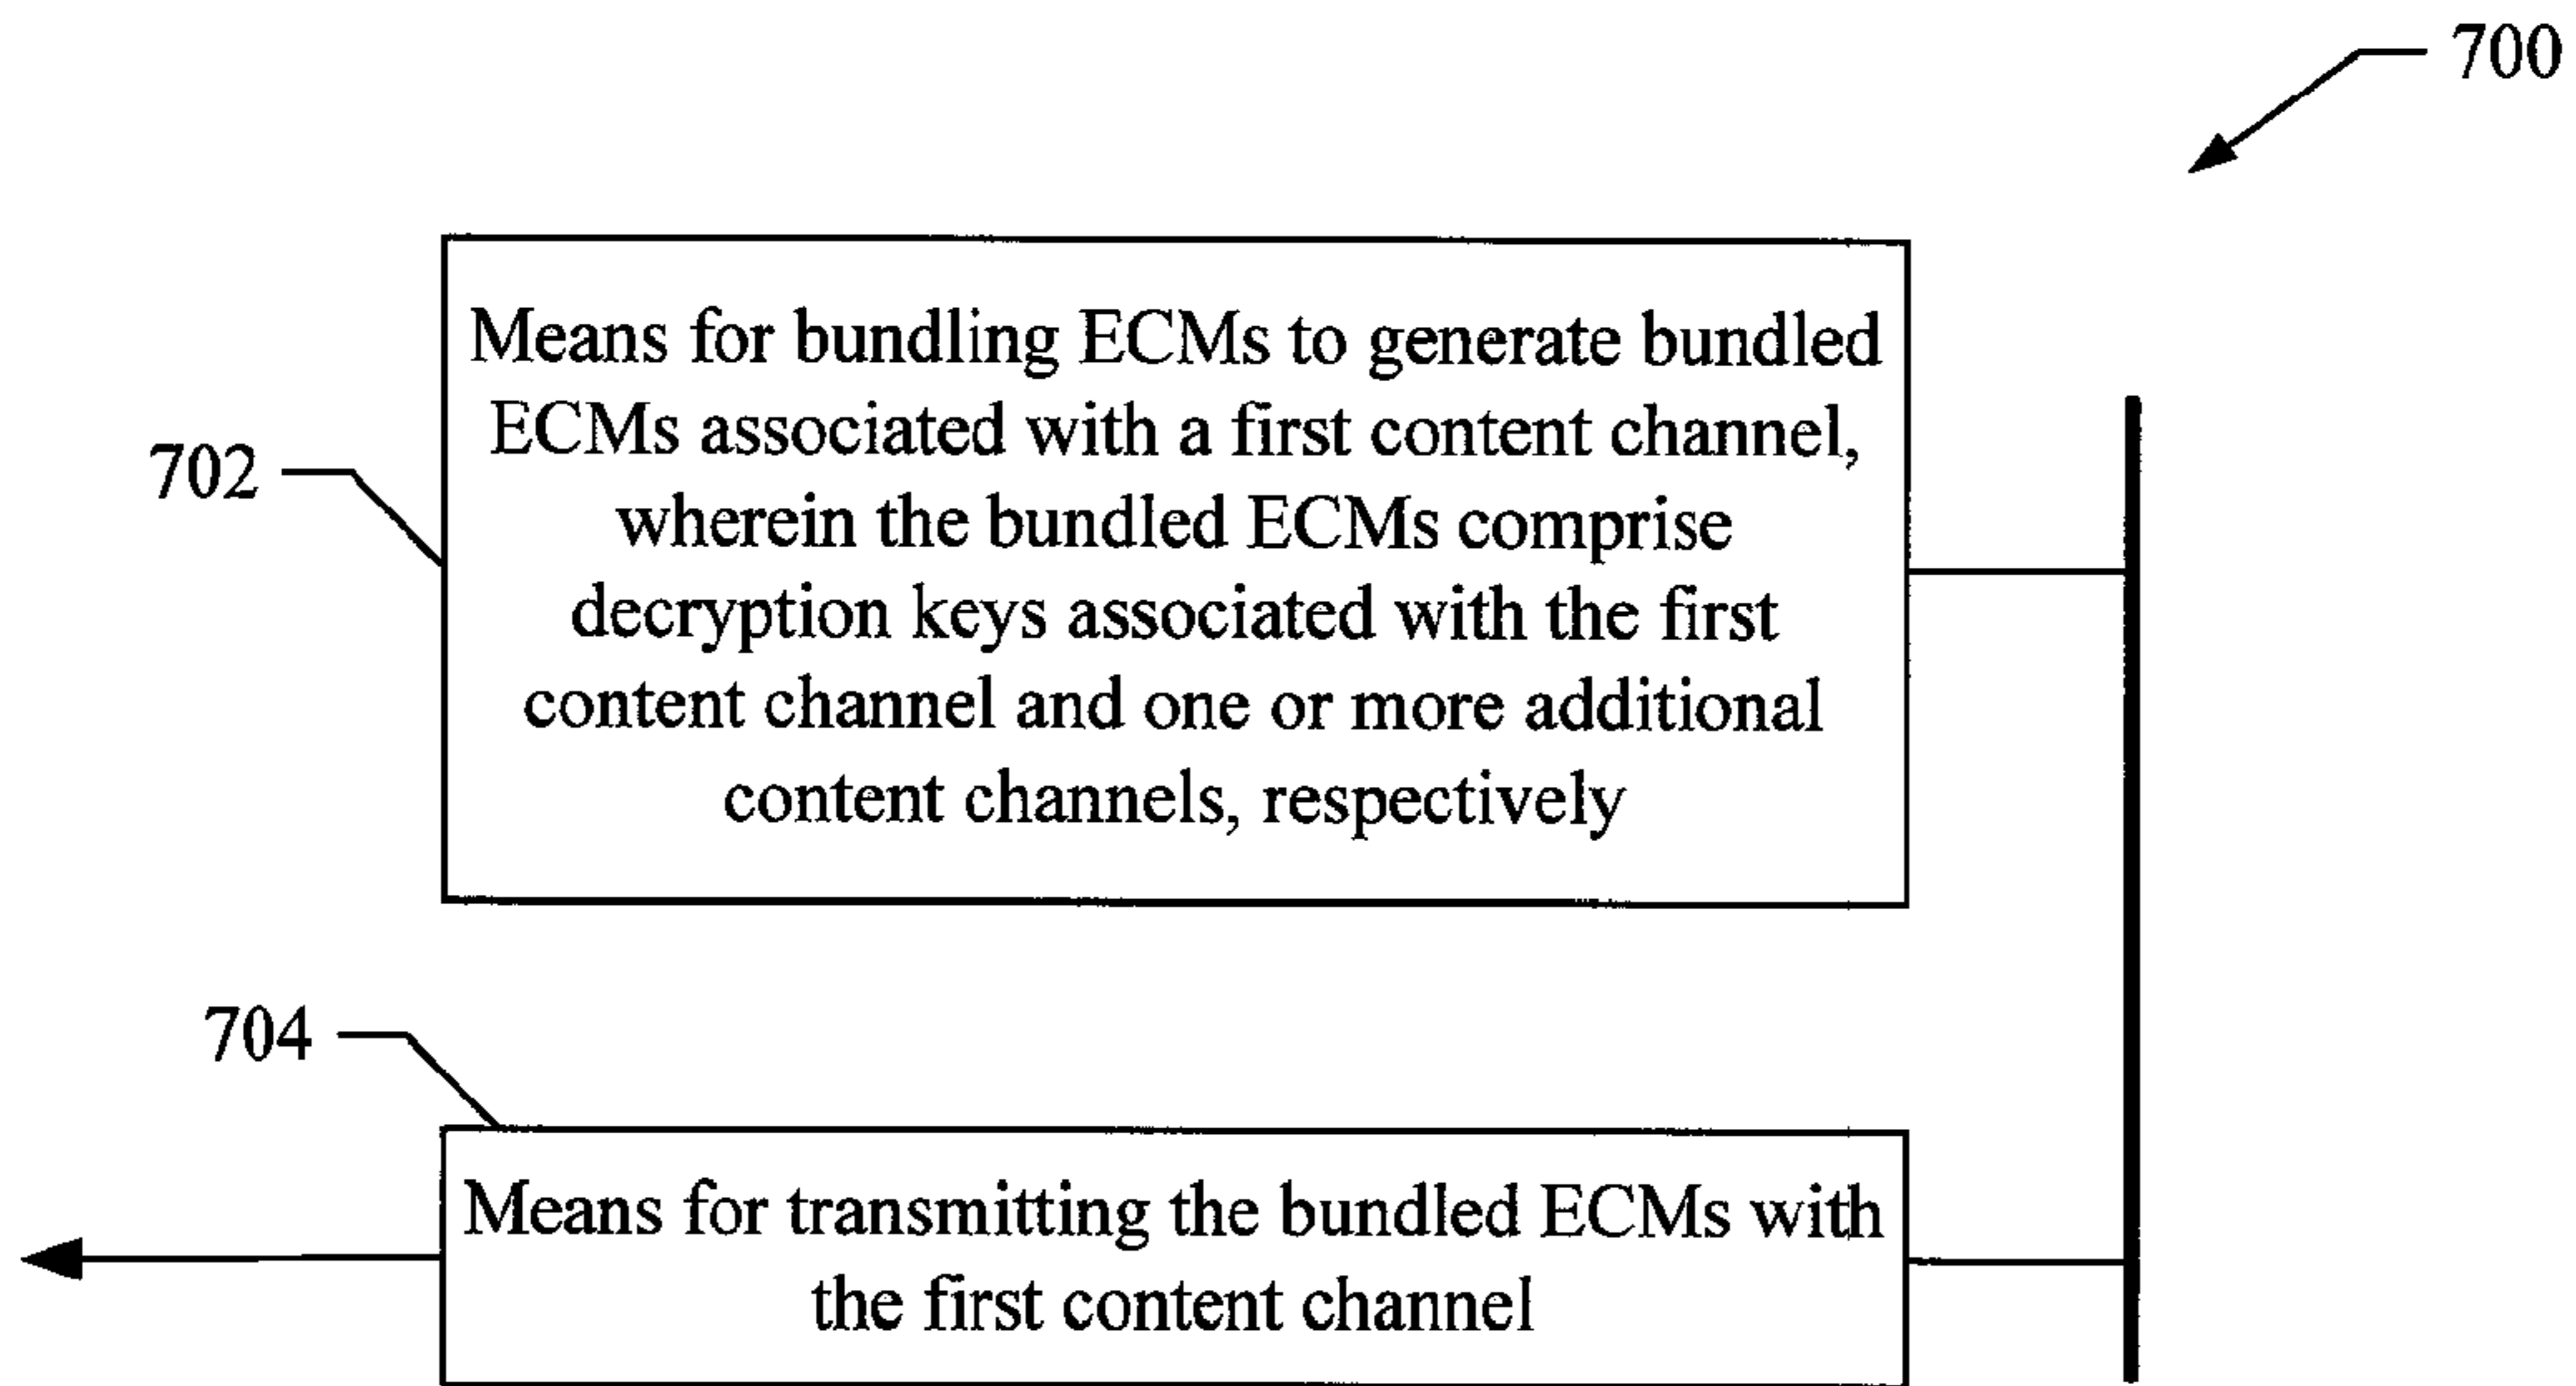 700
Means for bundling ECMs to generate bundled
ECMs associated with a first content channel,
wherein the bundled ECMs comprise
decryption keys associated with the first
content channel and one or more additional
content channels, respectively
702
704
Means for transmitting the bundled ECMs with
the first content channel